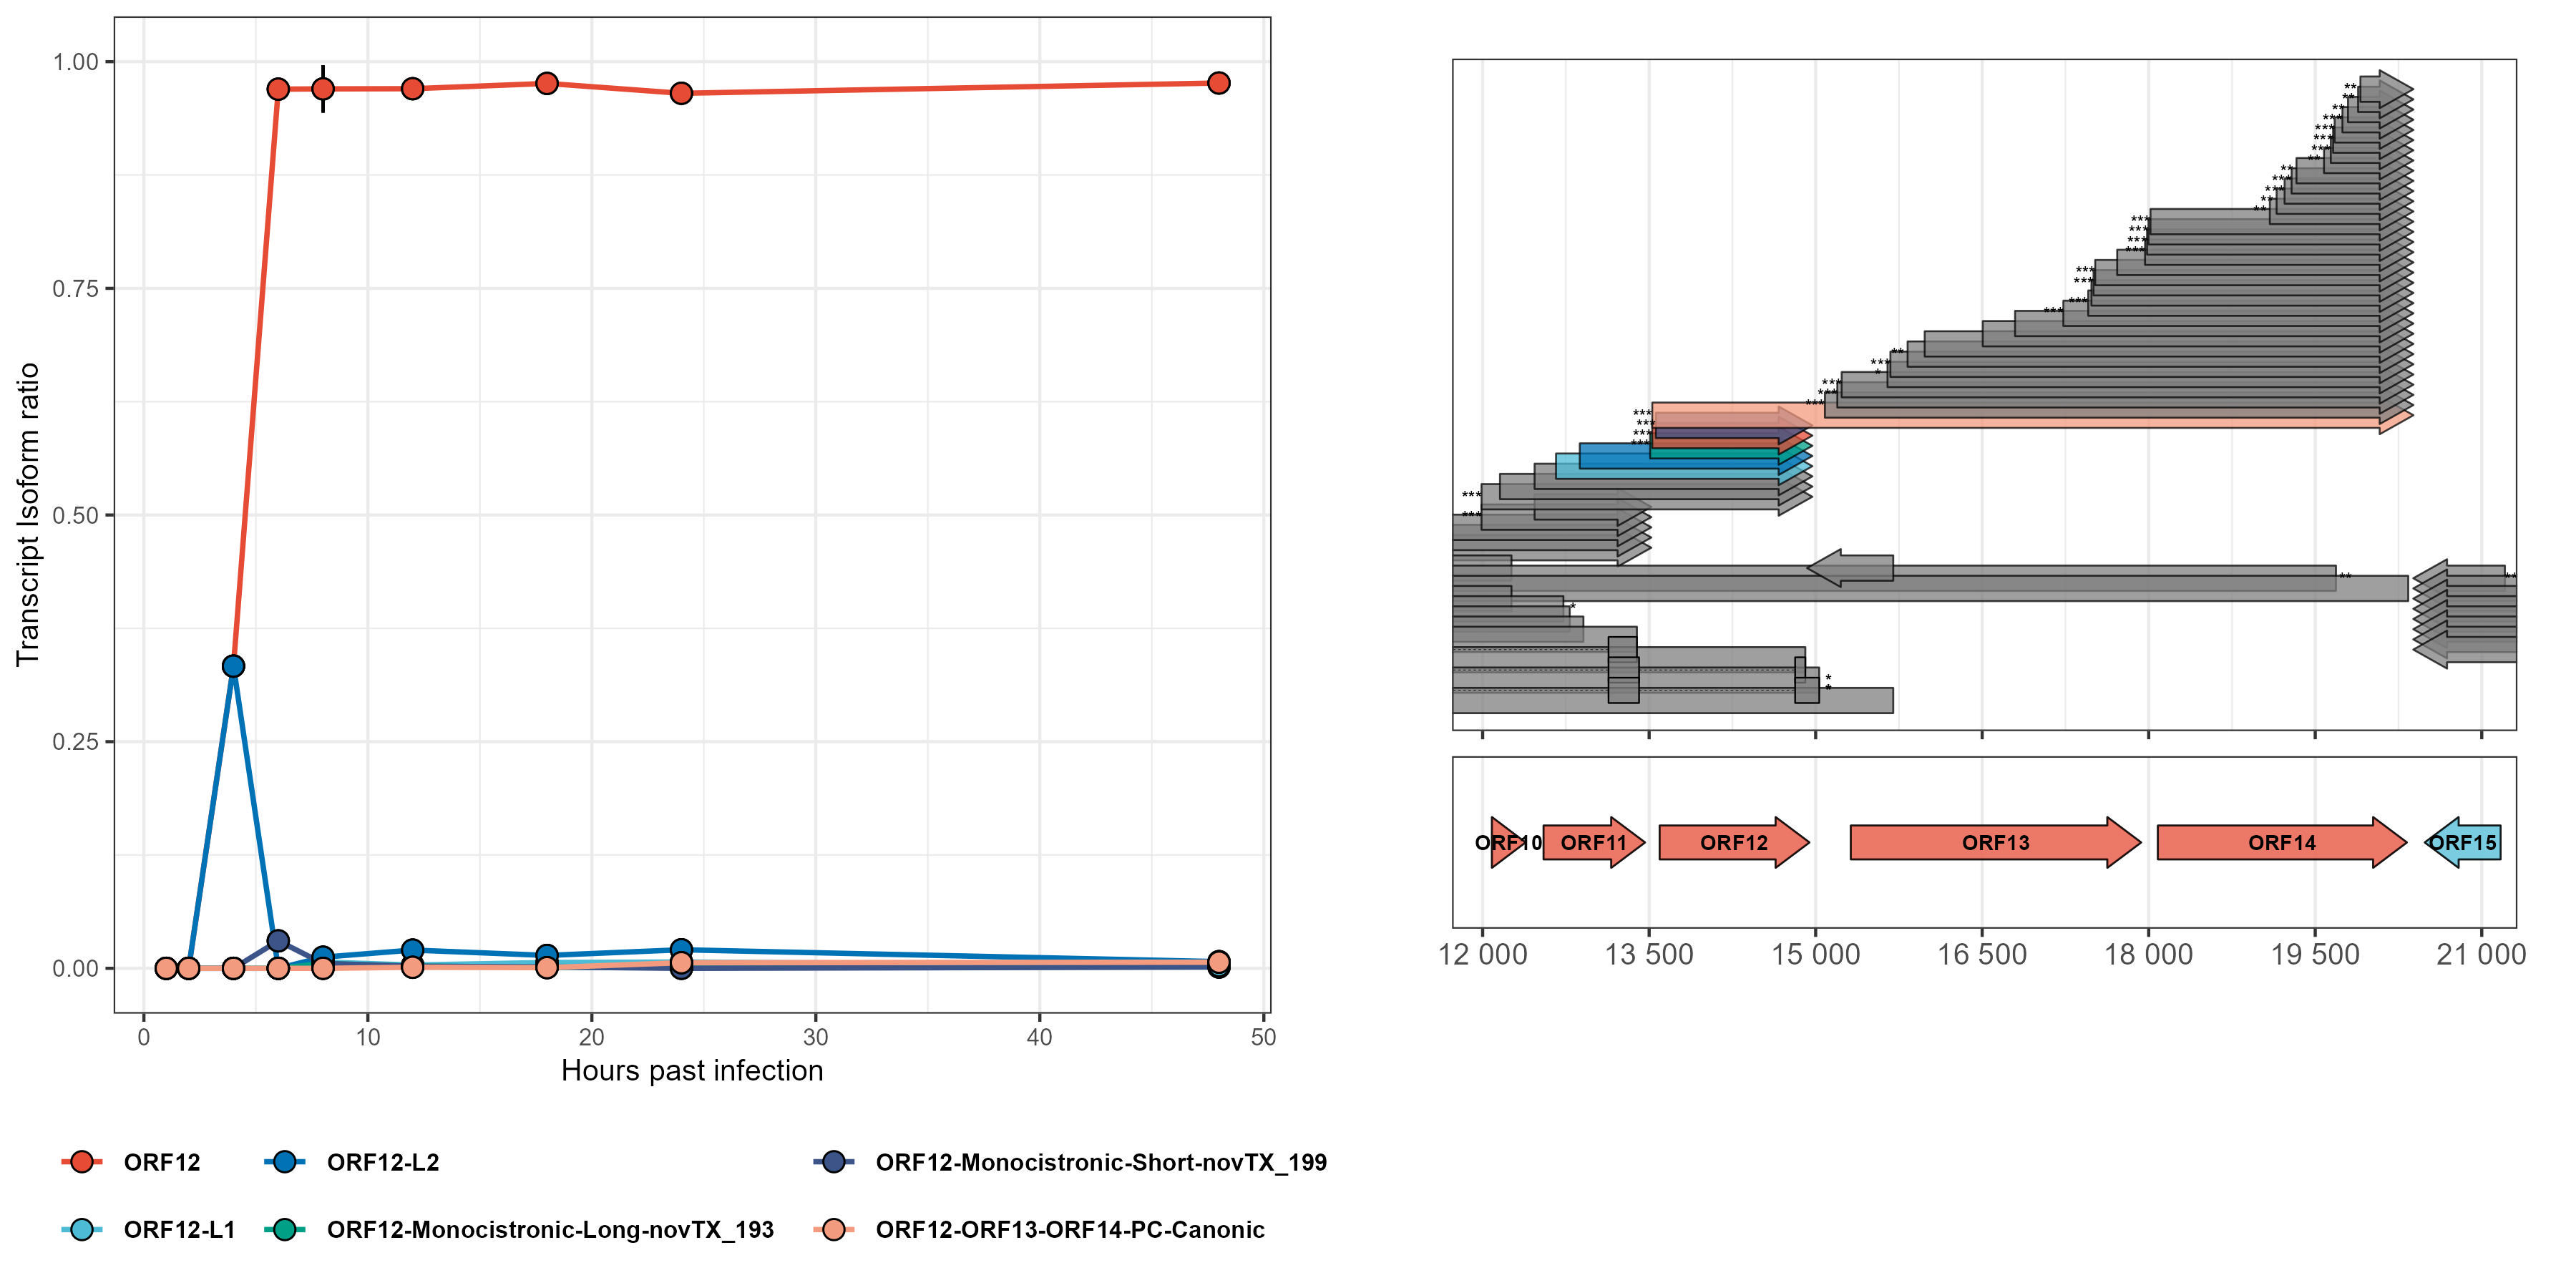 1.00
0.75
0.50
0.25
0.00
Transcript Isoform ratio
0 10 20 30 40 50
Hours past infection
ORF12 ORF12-L2 ORF12-Monocistronic-Short-novTX_199
ORF12-L1 ORF12-Monocistronic-Long-novTX_193 ORF12-ORF13-ORF14-PC-Canonic
ORF10 ORF11 ORF12 ORF13 ORF14 ORF15
12 000 13 500 15 000 16 500 18 000 19 500 21 000